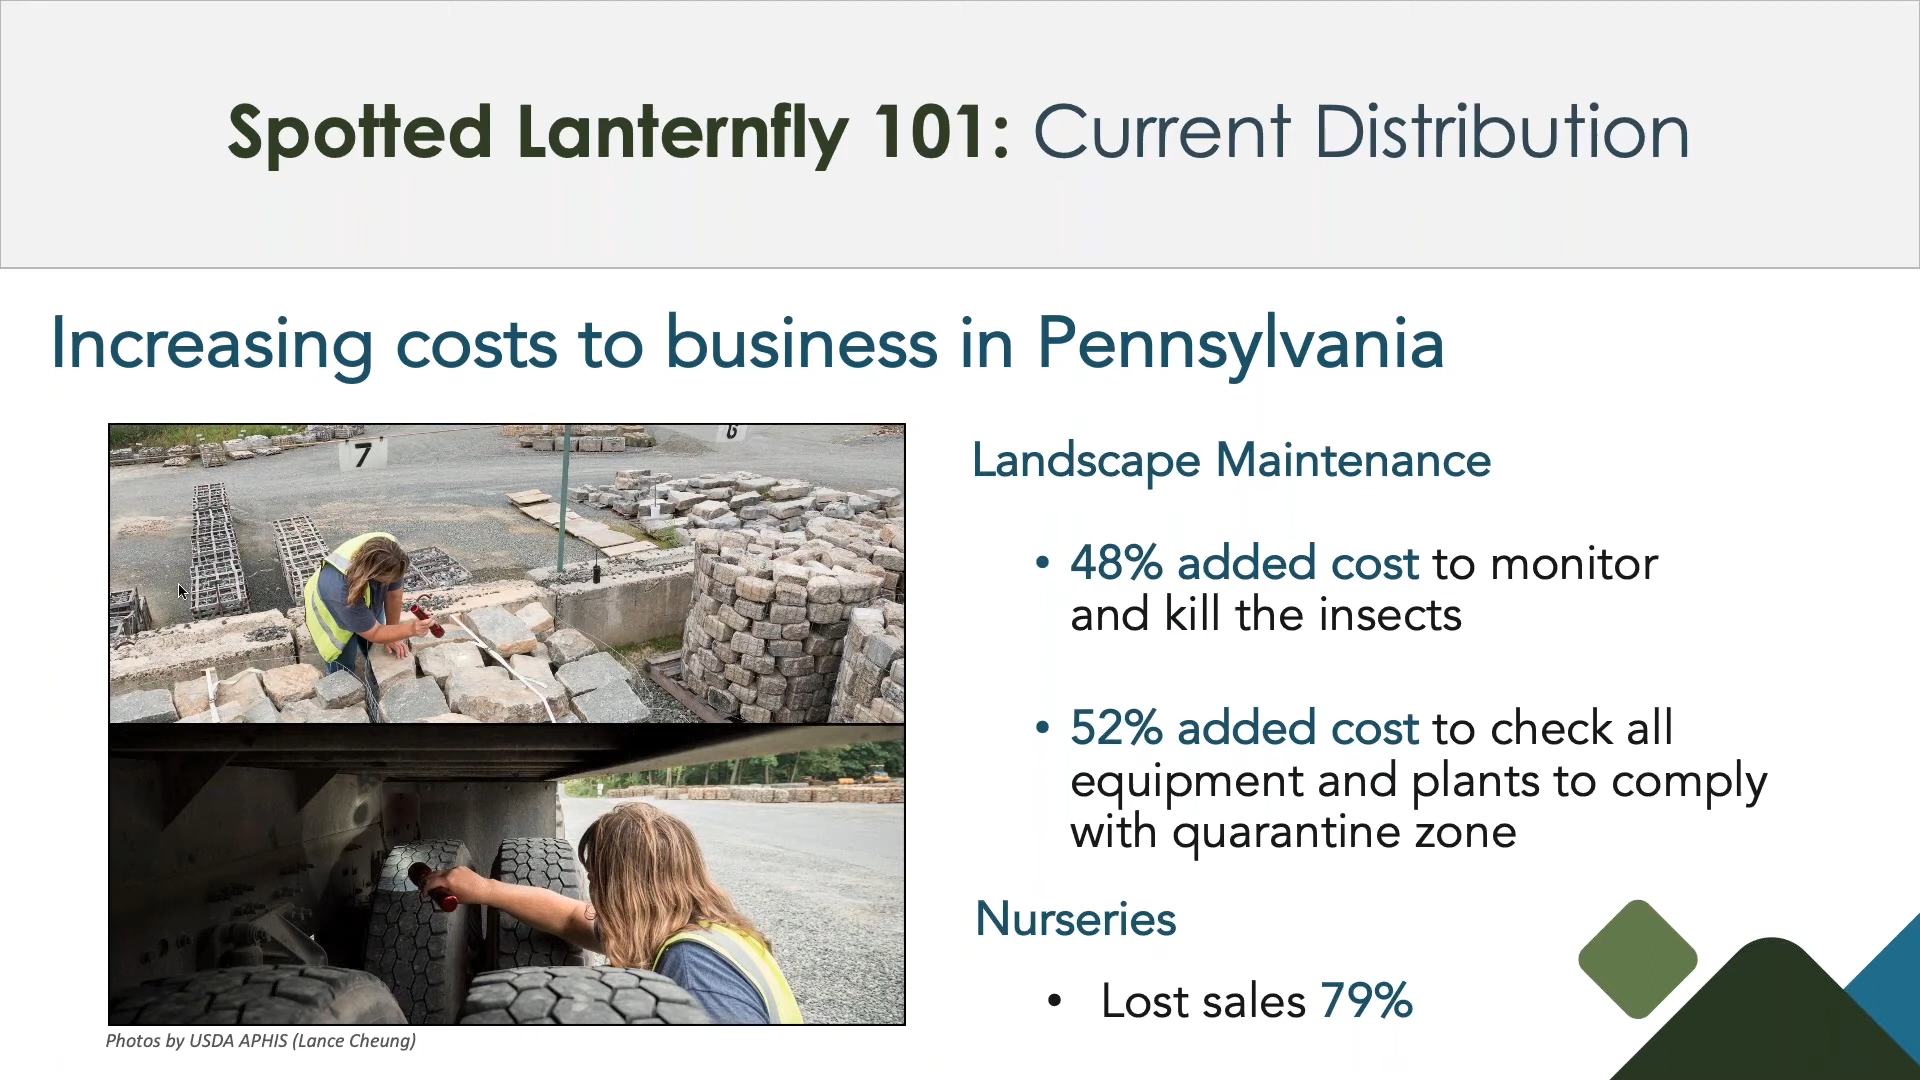 Spotted Lanternfly 101: Current Distribution
Increasing costs to business in Pennsylvania
7
6
Landscape Maintenance
• 48% added cost to monitor
and kill the insects
• 52% added cost to check all
equipment and plants to comply
with quarantine zone
Nurseries
• Lost sales 79%
Photos by USDA APHIS (Lance Cheung)